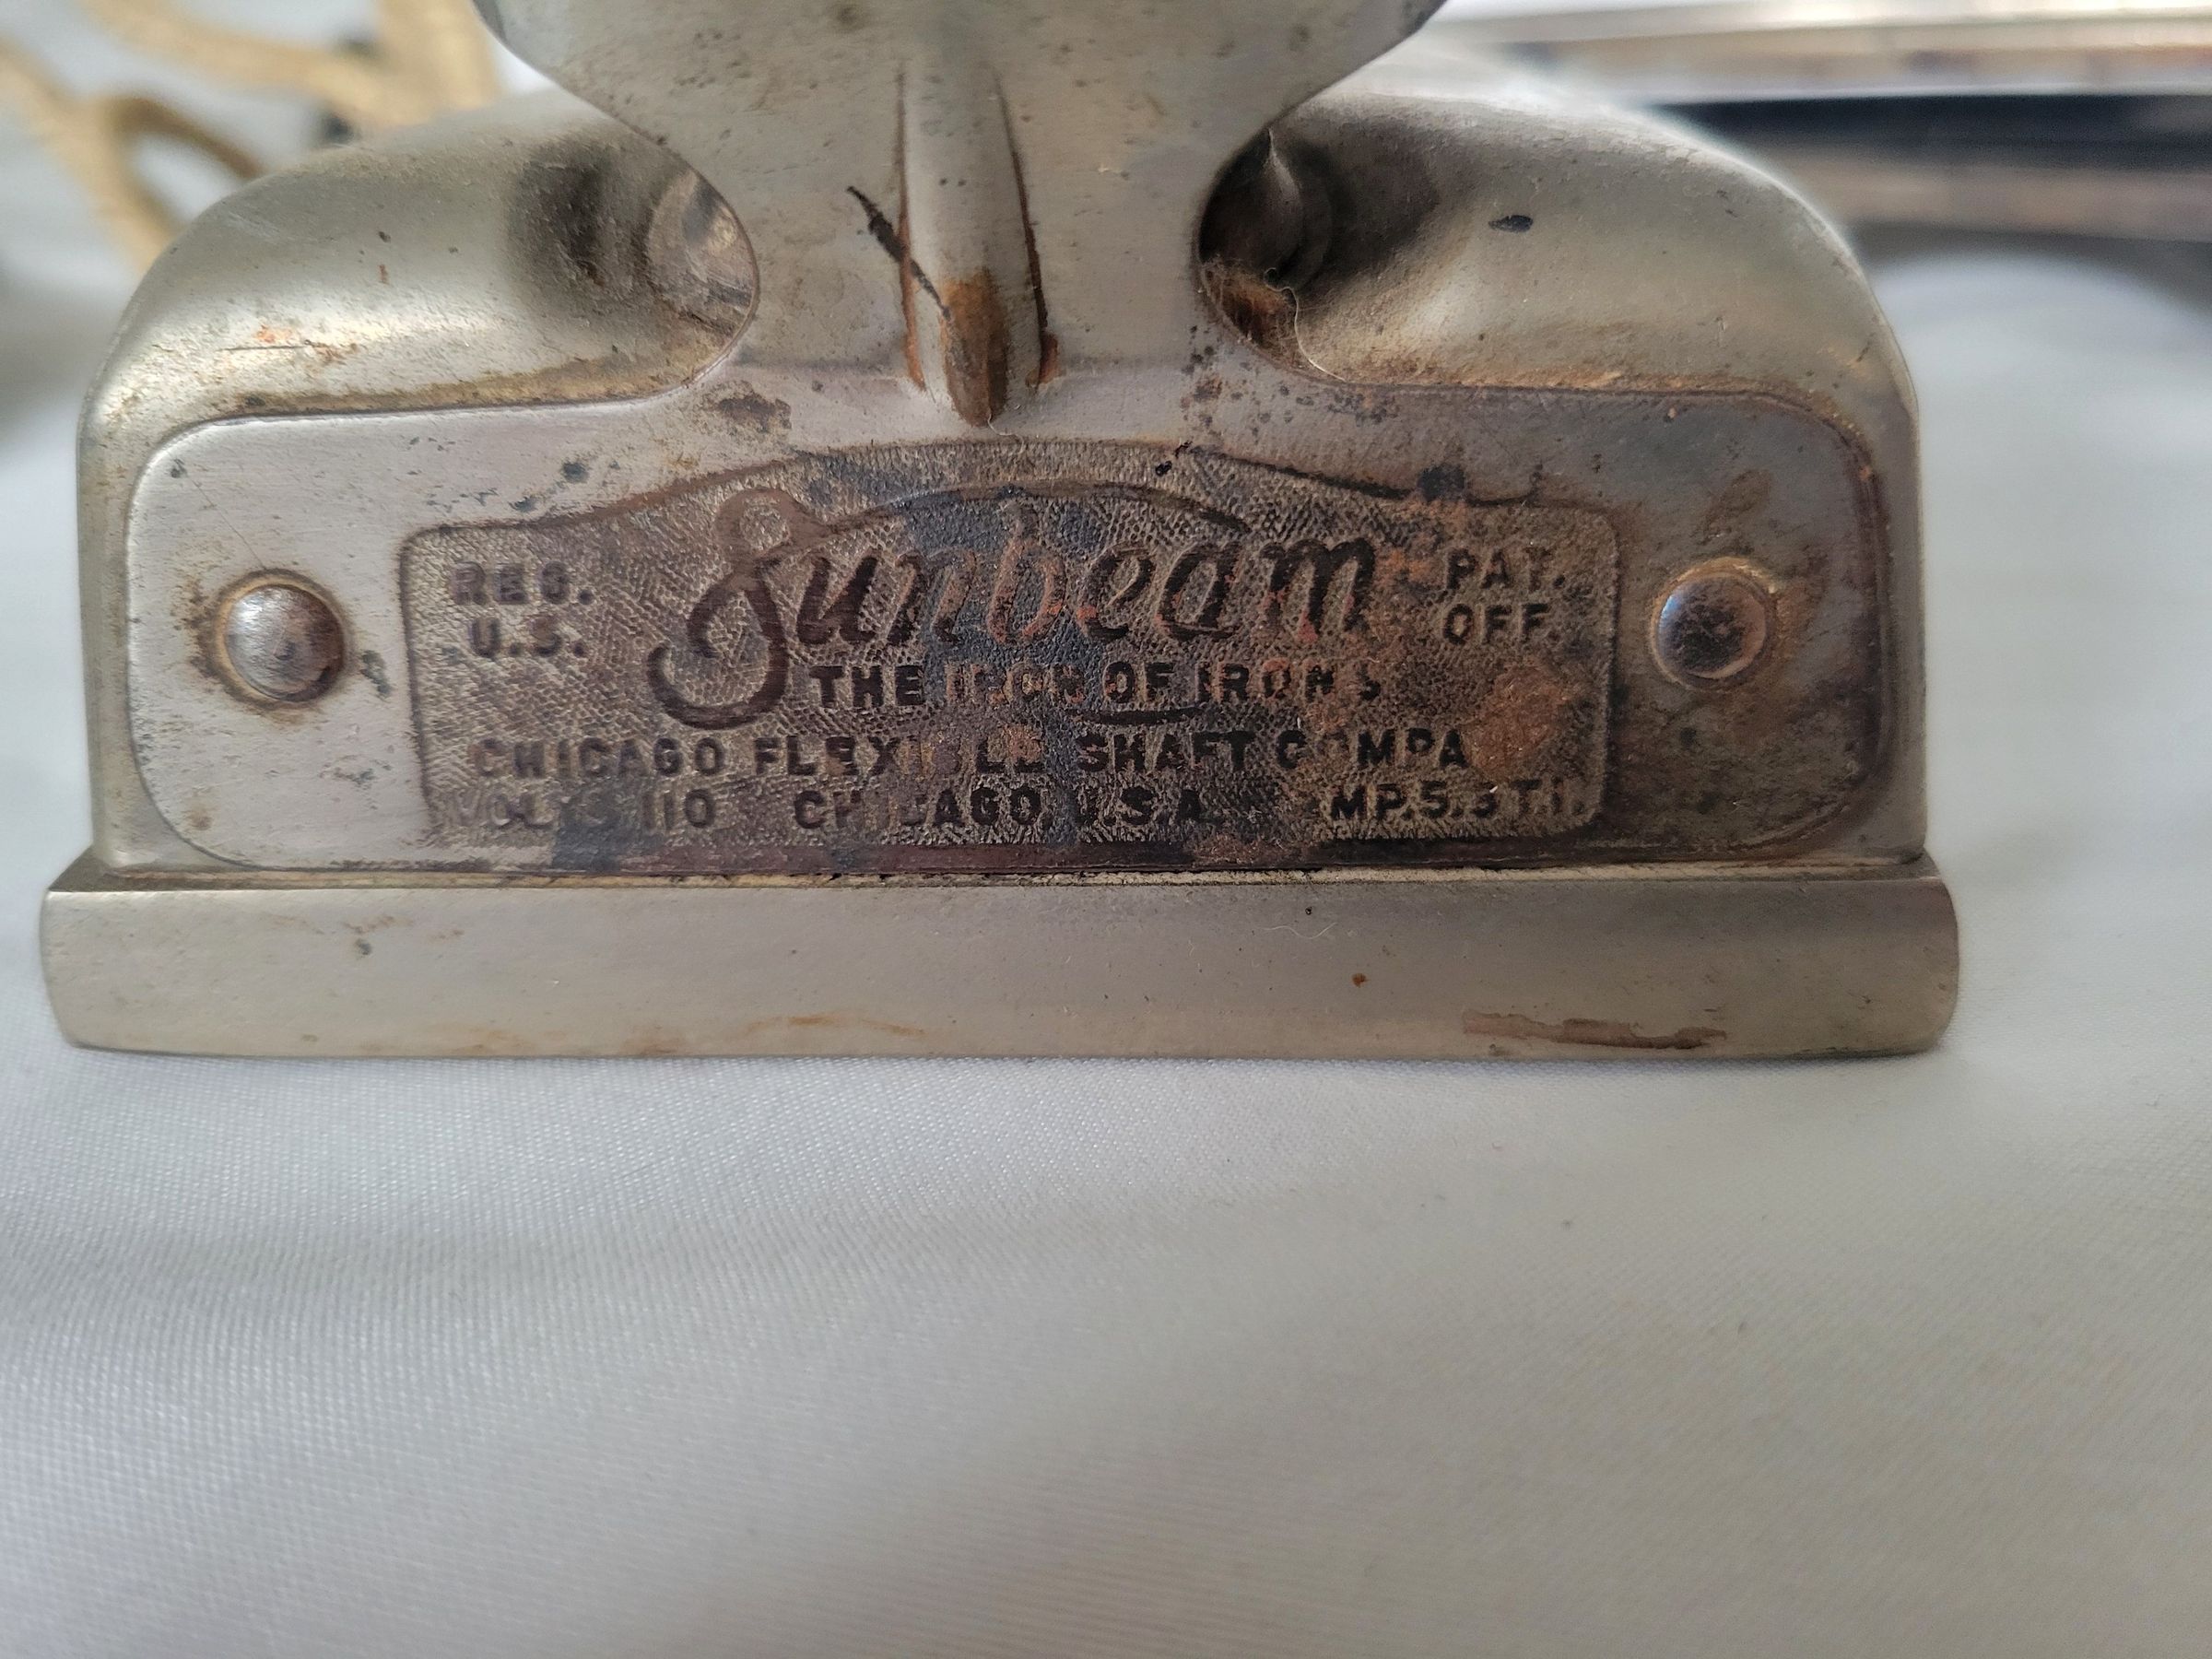 REG. U.S.
Sunbeam
PAT. OFF.
THE IRON OF IRONS
CHICAGO FLEXIBLE SHAFT COMPA
VOLTS 110 CHICAGO U.S.A.